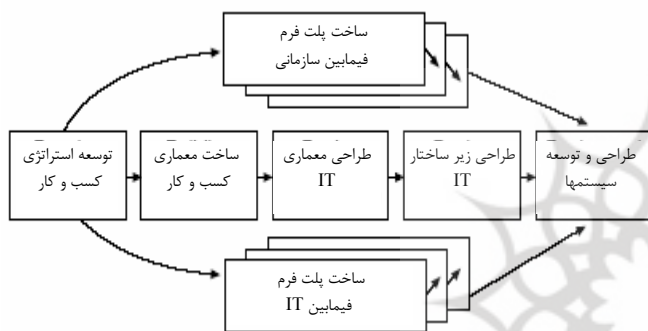 ساخت پلت فرم
فیمابین سازمانی
توسعه استراتژی
کسب و کار
ساخت معماری
کسب و کار
طراحی معماری
IT
طراحی زیر ساختار
IT
طراحی و توسعه
سیستمها
ساخت پلت فرم
فیمابین IT